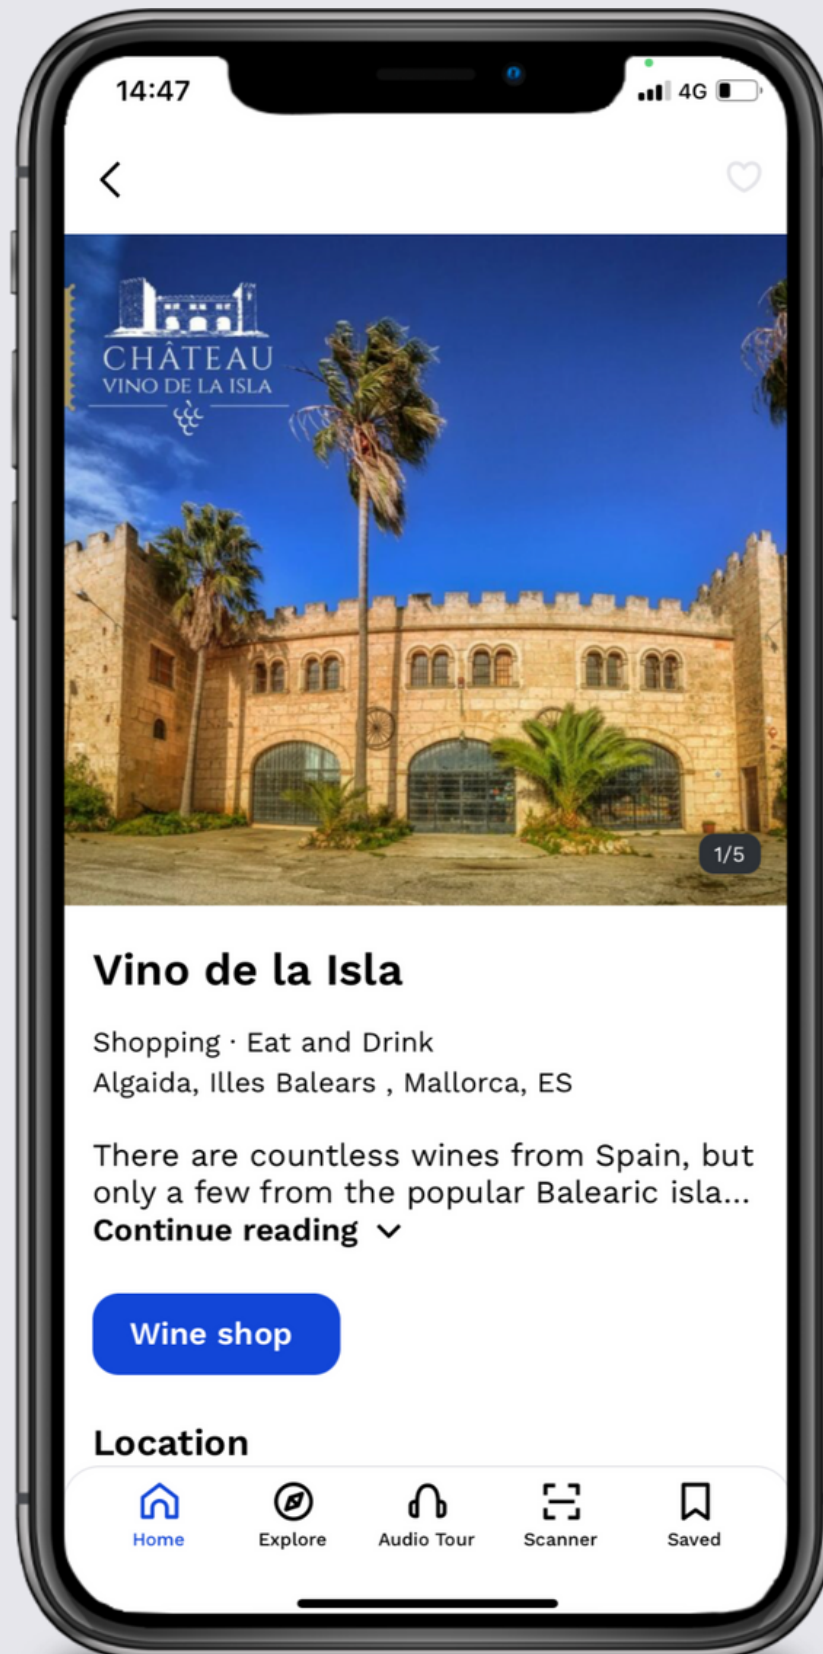 14:47
4G
CHÂTEAU
VINO DE LA ISLA
1/5
Vino de la Isla
Shopping · Eat and Drink
Algaida, Illes Balears , Mallorca, ES
There are countless wines from Spain, but
only a few from the popular Balearic isla...
Continue reading
Wine shop
Location
Home
Explore
Audio Tour
Scanner
Saved